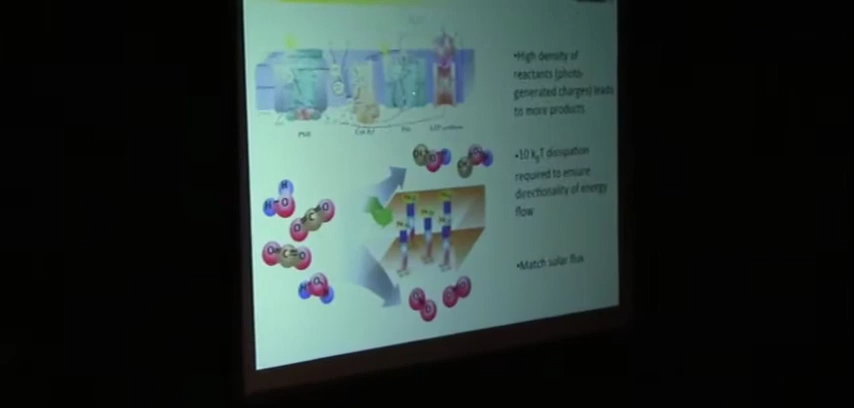 •High density of
reactants (photo-
generated charges) leads
to more products
•10 kBT dissipation
required to ensure
directionality of energy
flow
•Match solar flux
PSII
H
H O
O C O
O C O
O
H
O
O